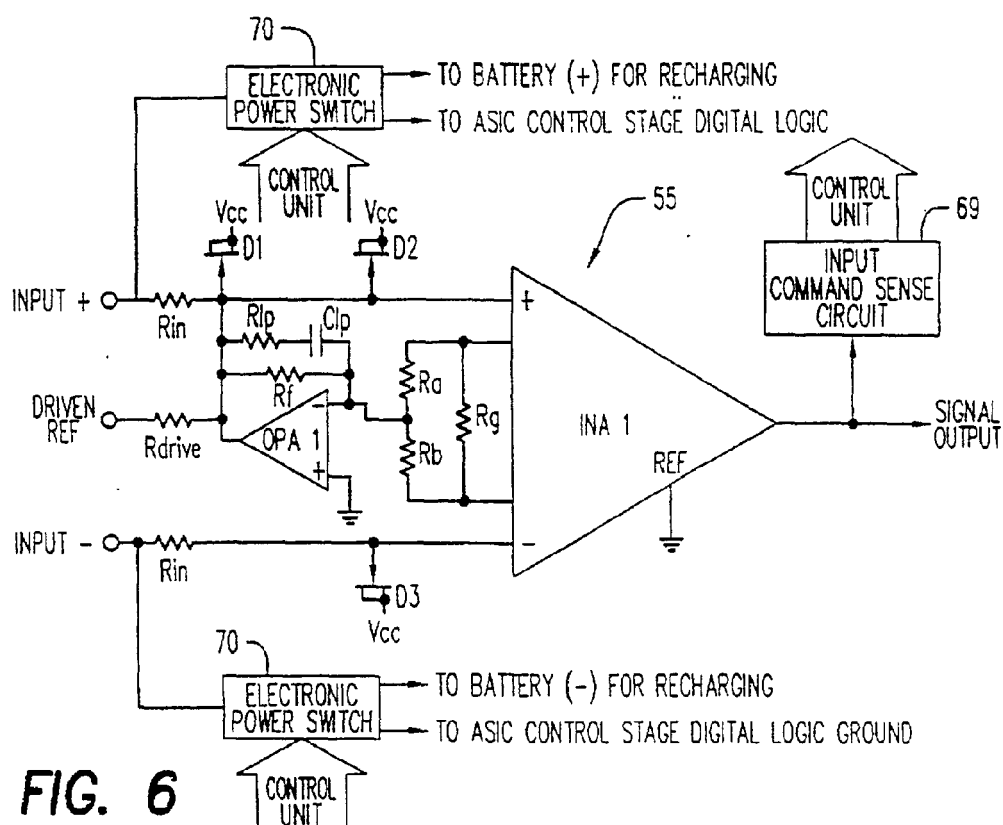 70
ELECTRONIC
POWER SWITCH
TO BATTERY (+) FOR RECHARGING
TO ASIC CONTROL STAGE DIGITAL LOGIC
CONTROL
UNIT
CONTROL
UNIT
Vcc
D1
Vcc
D2
55
69
INPUT
COMMAND SENSE
CIRCUIT
INPUT +
Rin
+
Rlp
Clp
Rf
Ra
Rg
DRIVEN
REF
Rdrive
OPA 1
-
+
Rb
INA 1
SIGNAL
OUTPUT
REF
INPUT -
Rin
-
D3
Vcc
70
ELECTRONIC
POWER SWITCH
TO BATTERY (-) FOR RECHARGING
TO ASIC CONTROL STAGE DIGITAL LOGIC GROUND
CONTROL
UNIT
FIG. 6